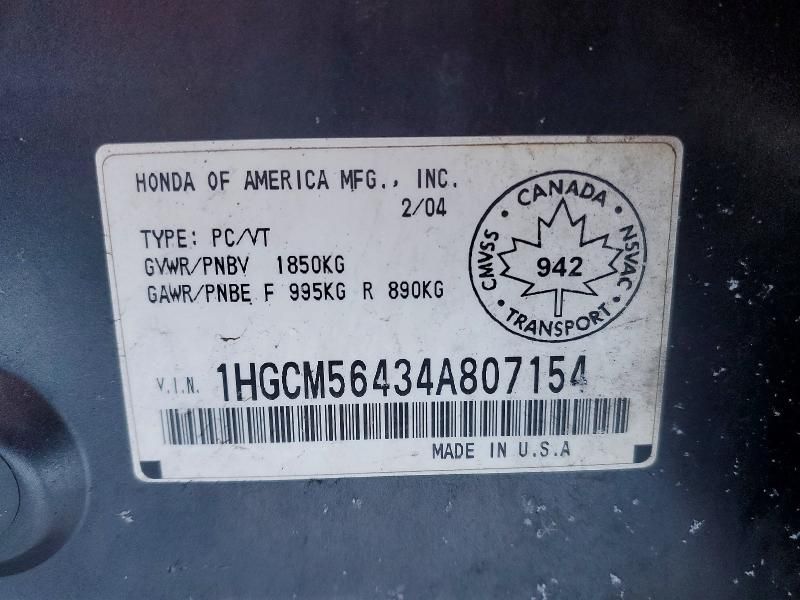 HONDA OF AMERICA MFG., INC.
2/04
TYPE: PC/VT
GVWR/PNBV 1850KG
GAWR/PNBE F 995KG R 890KG
CANADA
CMVSS
NSVAC
942
TRANSPORT
V.I.N. 1HGCM56434A807154
MADE IN U.S.A